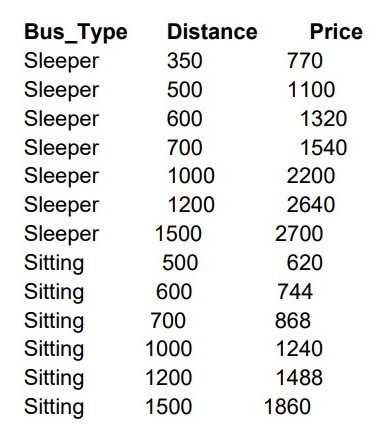 Bus_Type Distance Price
Sleeper 350 770
Sleeper 500 1100
Sleeper 600 1320
Sleeper 700 1540
Sleeper 1000 2200
Sleeper 1200 2640
Sleeper 1500 2700
Sitting 500 620
Sitting 600 744
Sitting 700 868
Sitting 1000 1240
Sitting 1200 1488
Sitting 1500 1860